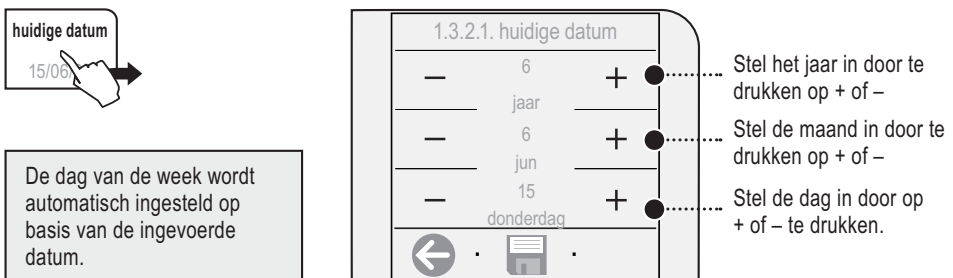 huidige datum
15/06/
De dag van de week wordt
automatisch ingesteld op
basis van de ingevoerde
datum.
1.3.2.1. huidige datum
– 6 +
jaar
– 6 +
jun
– 15 +
donderdag
Stel het jaar in door te
drukken op + of –
Stel de maand in door te
drukken op + of –
Stel de dag in door op
+ of – te drukken.